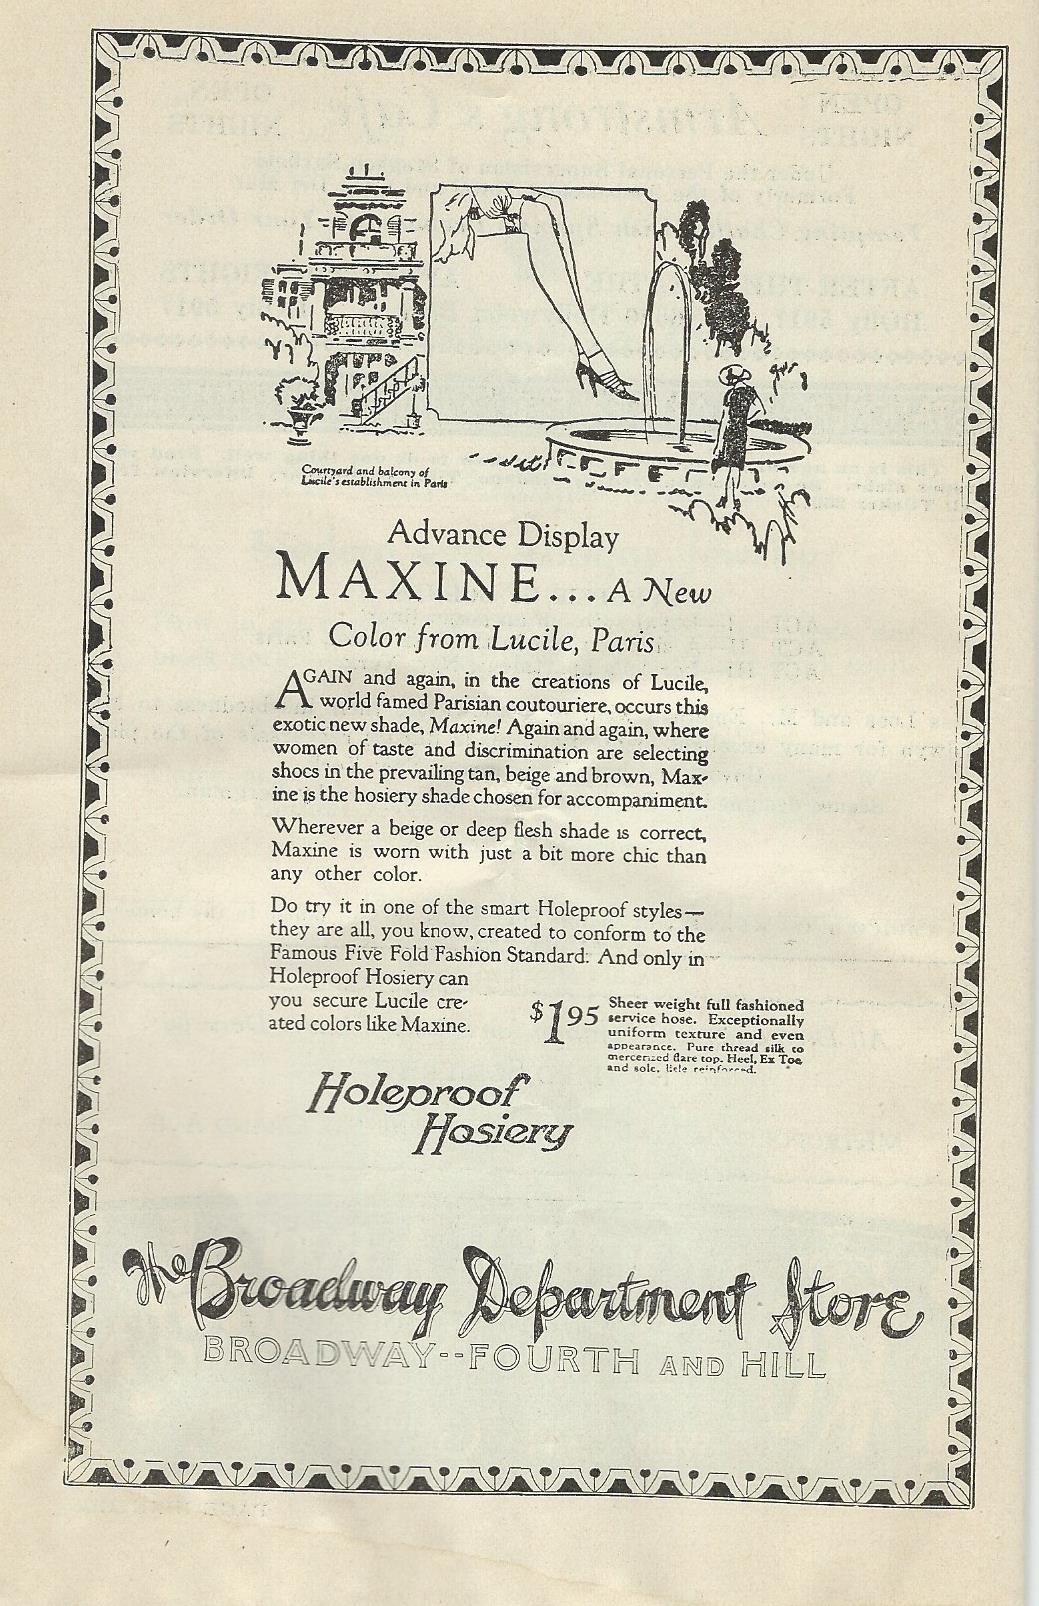 Courtyard and balcony of
Lucile's establishment in Paris
Advance Display
MAXINE... A New
Color from Lucile, Paris
AGAIN and again, in the creations of Lucile,
world famed Parisian coutouriere, occurs this
exotic new shade, Maxine! Again and again, where
women of taste and discrimination are selecting
shoes in the prevailing tan, beige and brown, Max-
ine is the hosiery shade chosen for accompaniment.
Wherever a beige or deep flesh shade is correct,
Maxine is worn with just a bit more chic than
any other color.
Do try it in one of the smart Holeproof styles—
they are all, you know, created to conform to the
Famous Five Fold Fashion Standard. And only in
Holeproof Hosiery can
you secure Lucile cre-
ated colors like Maxine.
$1.95 Sheer weight full fashioned
service hose. Exceptionally
uniform texture and even
appearance. Pure thread silk to
mercerized flare top. Heel, Ex Toe
and sole, lisle reinforced.
Holeproof
Hosiery
The Broadway Department Store
BROADWAY--FOURTH AND HILL